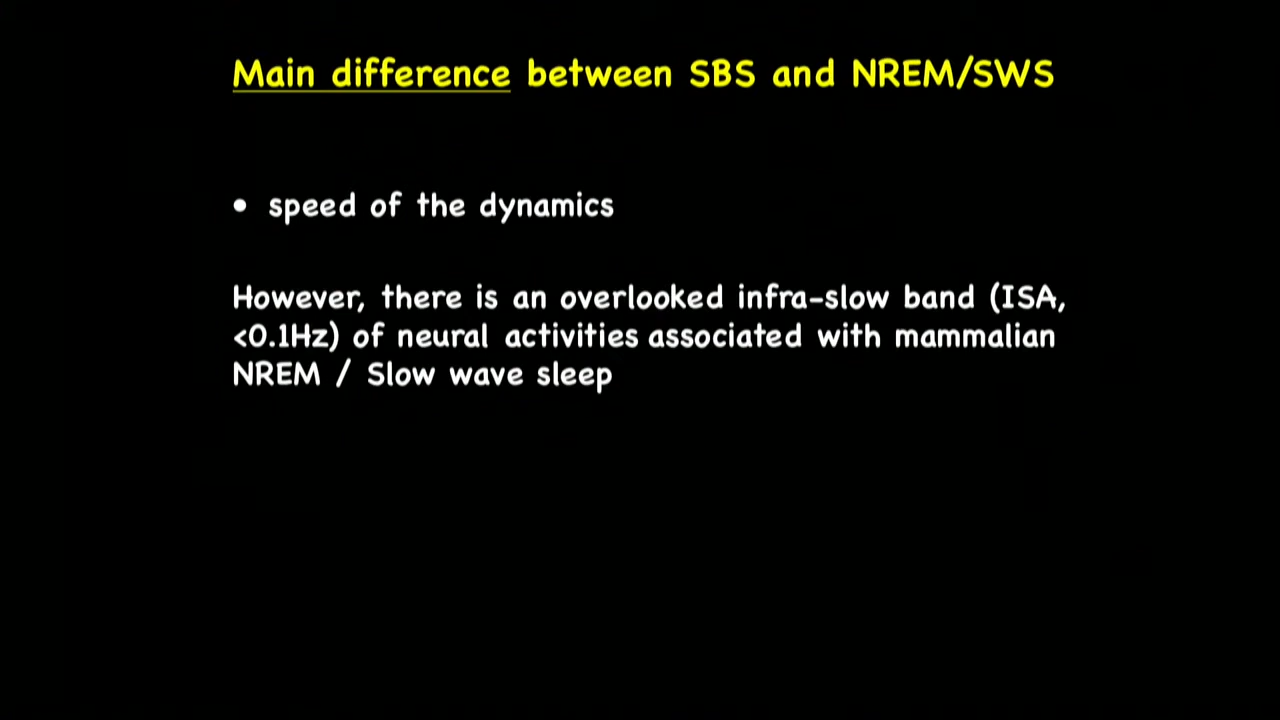 Main difference between SBS and NREM/SWS
• speed of the dynamics
However, there is an overlooked infra-slow band (ISA,
<0.1Hz) of neural activities associated with mammalian
NREM / Slow wave sleep